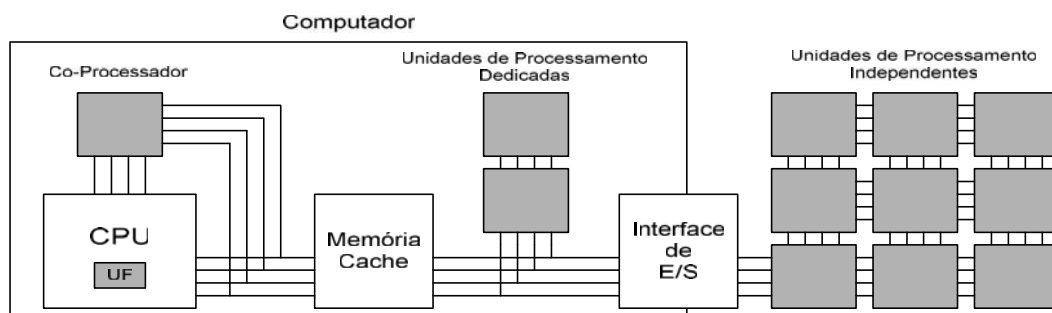 Computador
Co-Processador
Unidades de Processamento
Dedicadas
Unidades de Processamento
Independentes
CPU
UF
Memória
Cache
Interface
de
E/S